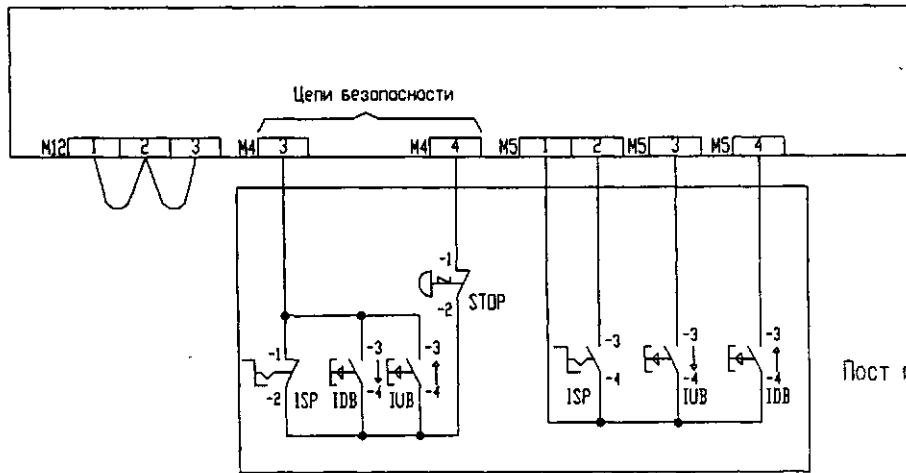 Цепи безопасности
M12 1 2 3 M4 3 M4 4 M5 1 2 M5 3 M5 4
-1
-2 STOP
-1 -3 -3 -3 -3 -3
-2 ISP -4 IDB -4 IUB ISP -4 -4 IUB -4 IDB
Пост